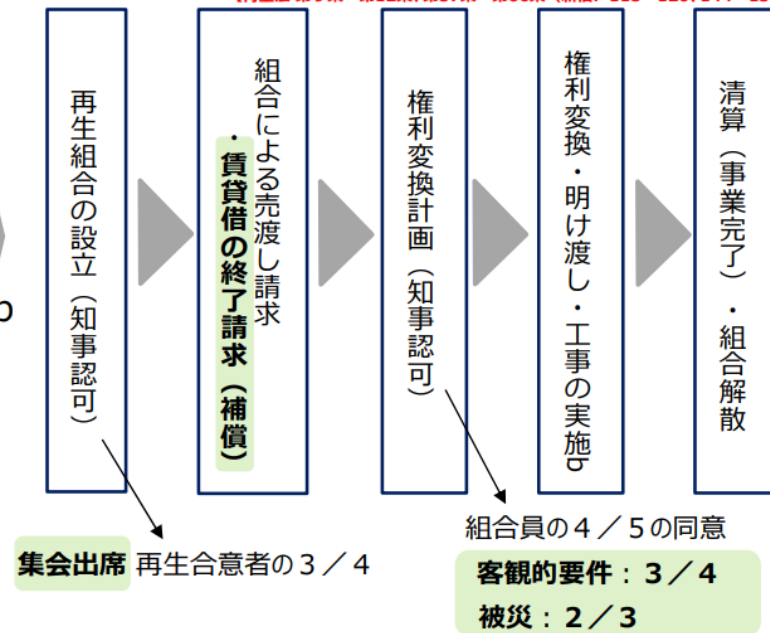 再生組合の設立（知事認可）
組合による売渡し請求
・賃貸借の終了請求（補償）
権利変換計画（知事認可）
権利変換・明け渡し・工事の実施b
清算（事業完了）・組合解散
集会出席 再生合意者の３／４
組合員の４／５の同意
客観的要件：３／４
被災：２／３